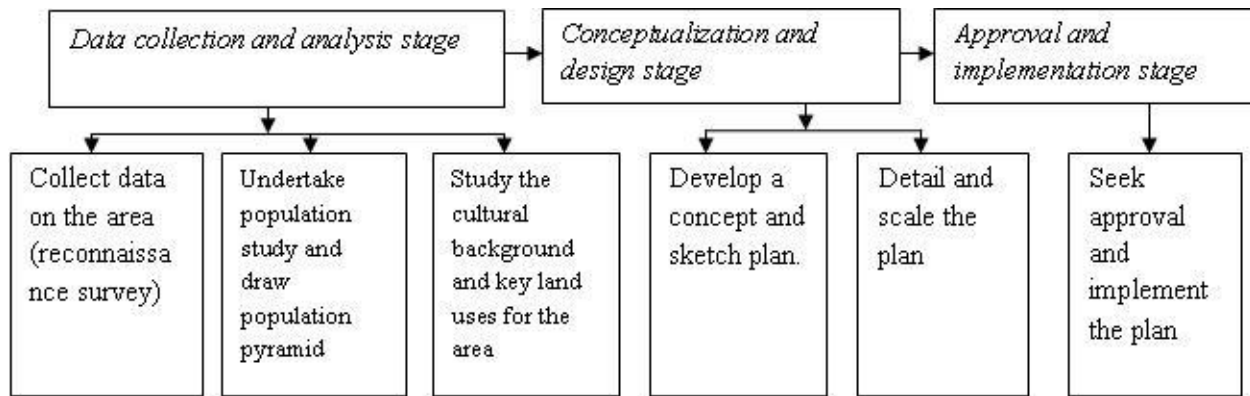 Data collection and analysis stage
Conceptualization and
design stage
Approval and
implementation stage
Collect data
on the area
(reconnaissa
nce survey)
Undertake
population
study and
draw
population
pyramid
Study the
cultural
background
and key land
uses for the
area
Develop a
concept and
sketch plan.
Detail and
scale the
plan
Seek
approval
and
implement
the plan